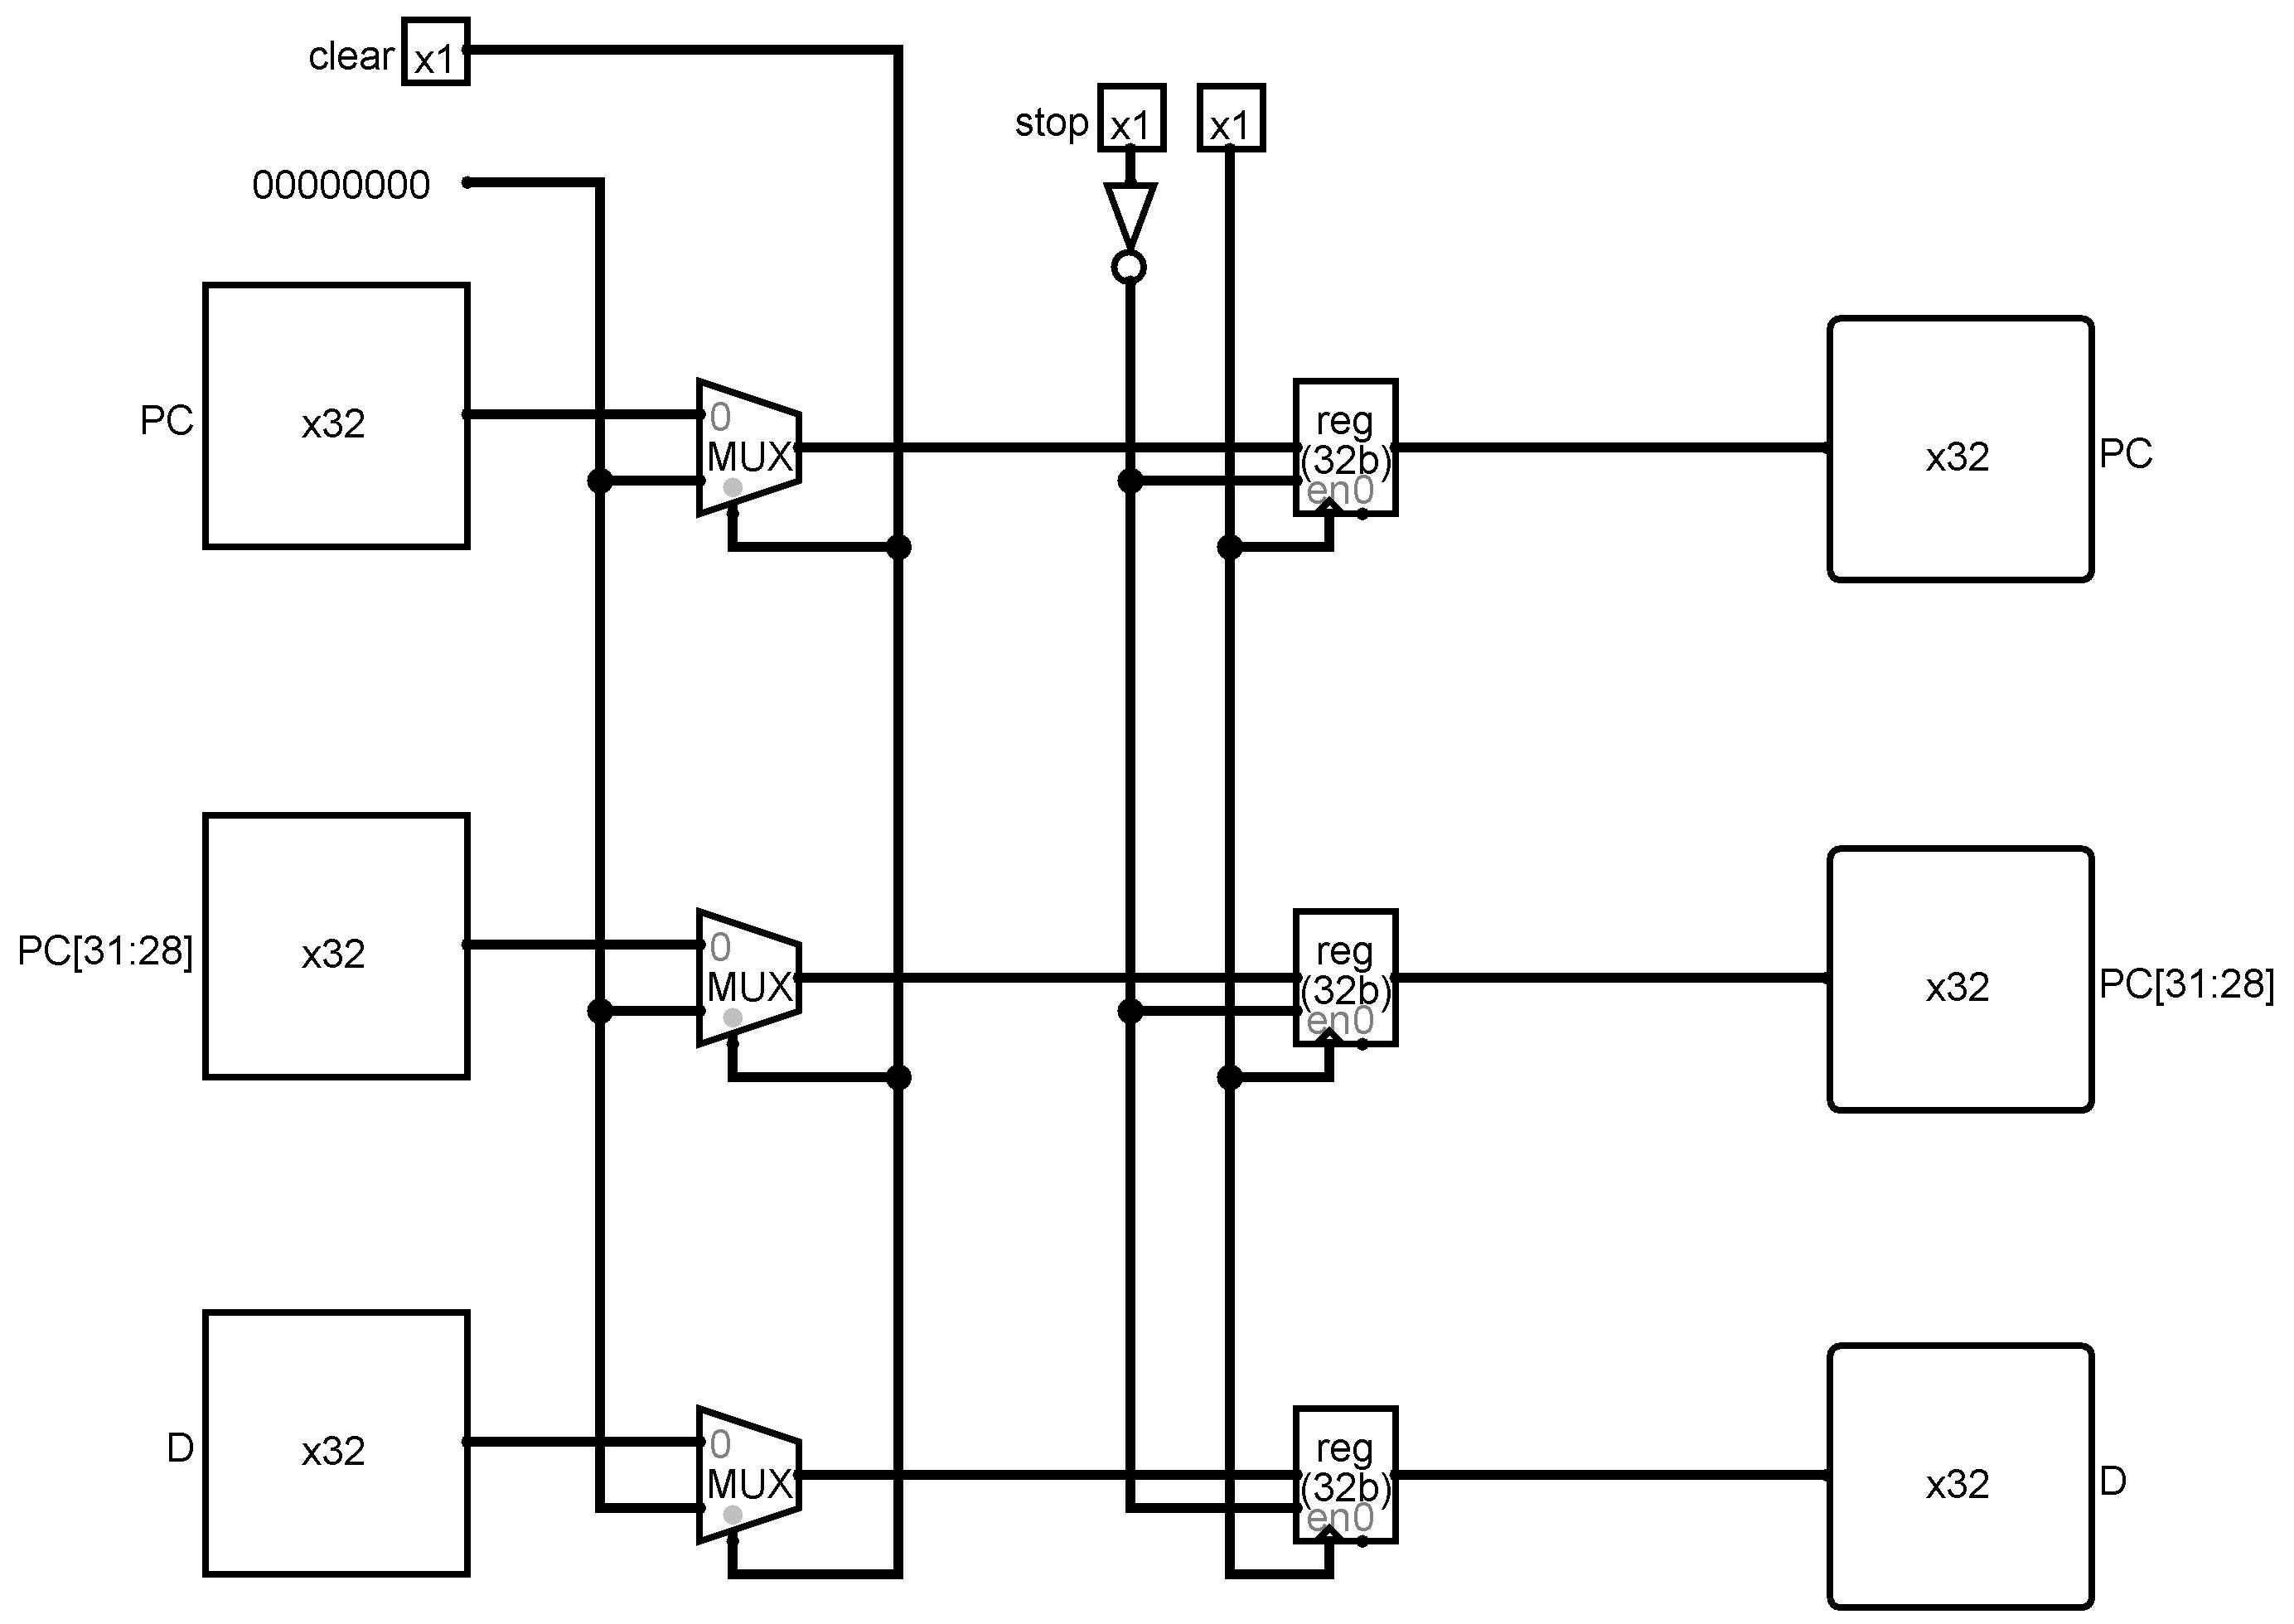 clear x1
stop x1 x1
00000000
PC x32
0
MUX
reg
(32b)
en0
x32 PC
PC[31:28] x32
0
MUX
reg
(32b)
en0
x32 PC[31:28]
D x32
0
MUX
reg
(32b)
en0
x32 D